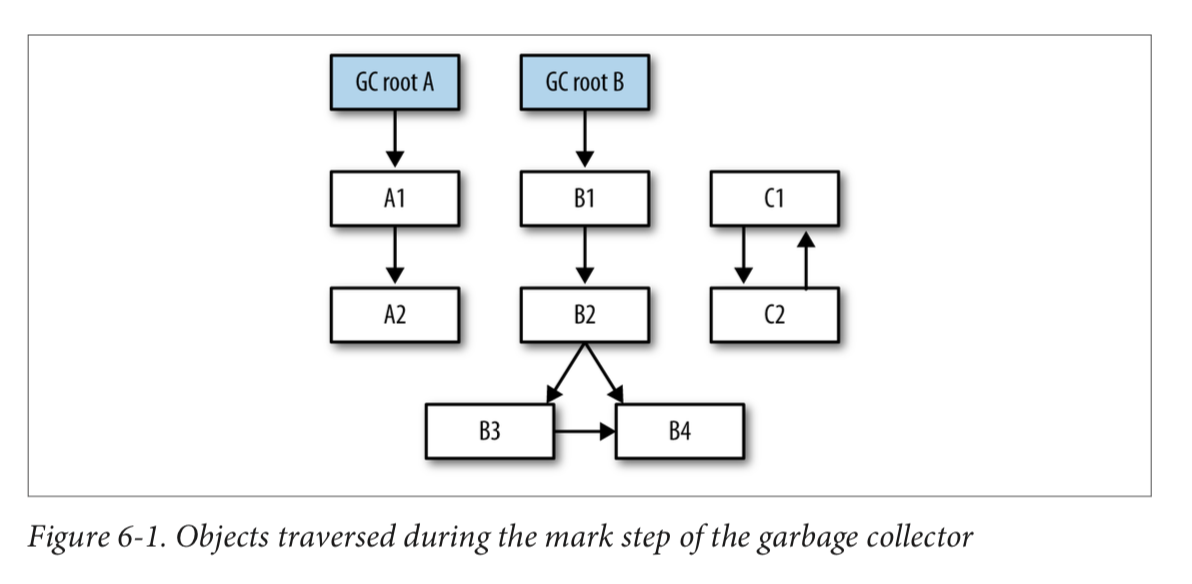 GC root A
GC root B
A1
B1
C1
A2
B2
C2
B3
B4
Figure 6-1. Objects traversed during the mark step of the garbage collector